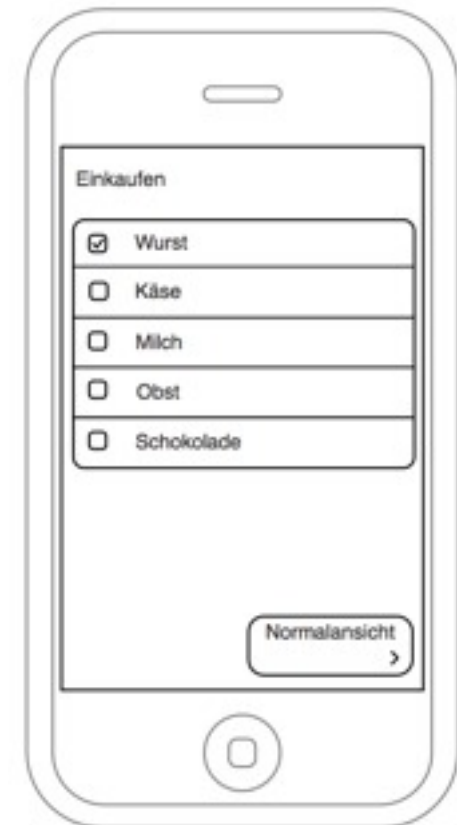 Einkaufen
Wurst
Käse
Milch
Obst
Schokolade
Normalansicht
>